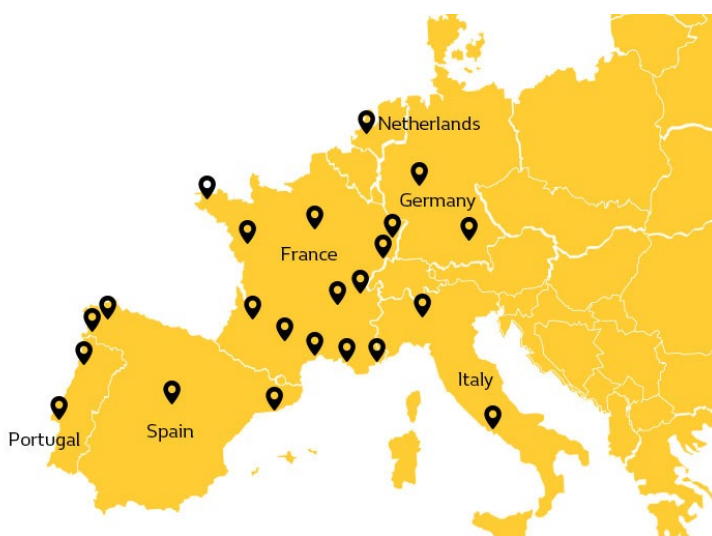 Netherlands
Germany
France
Italy
Portugal
Spain